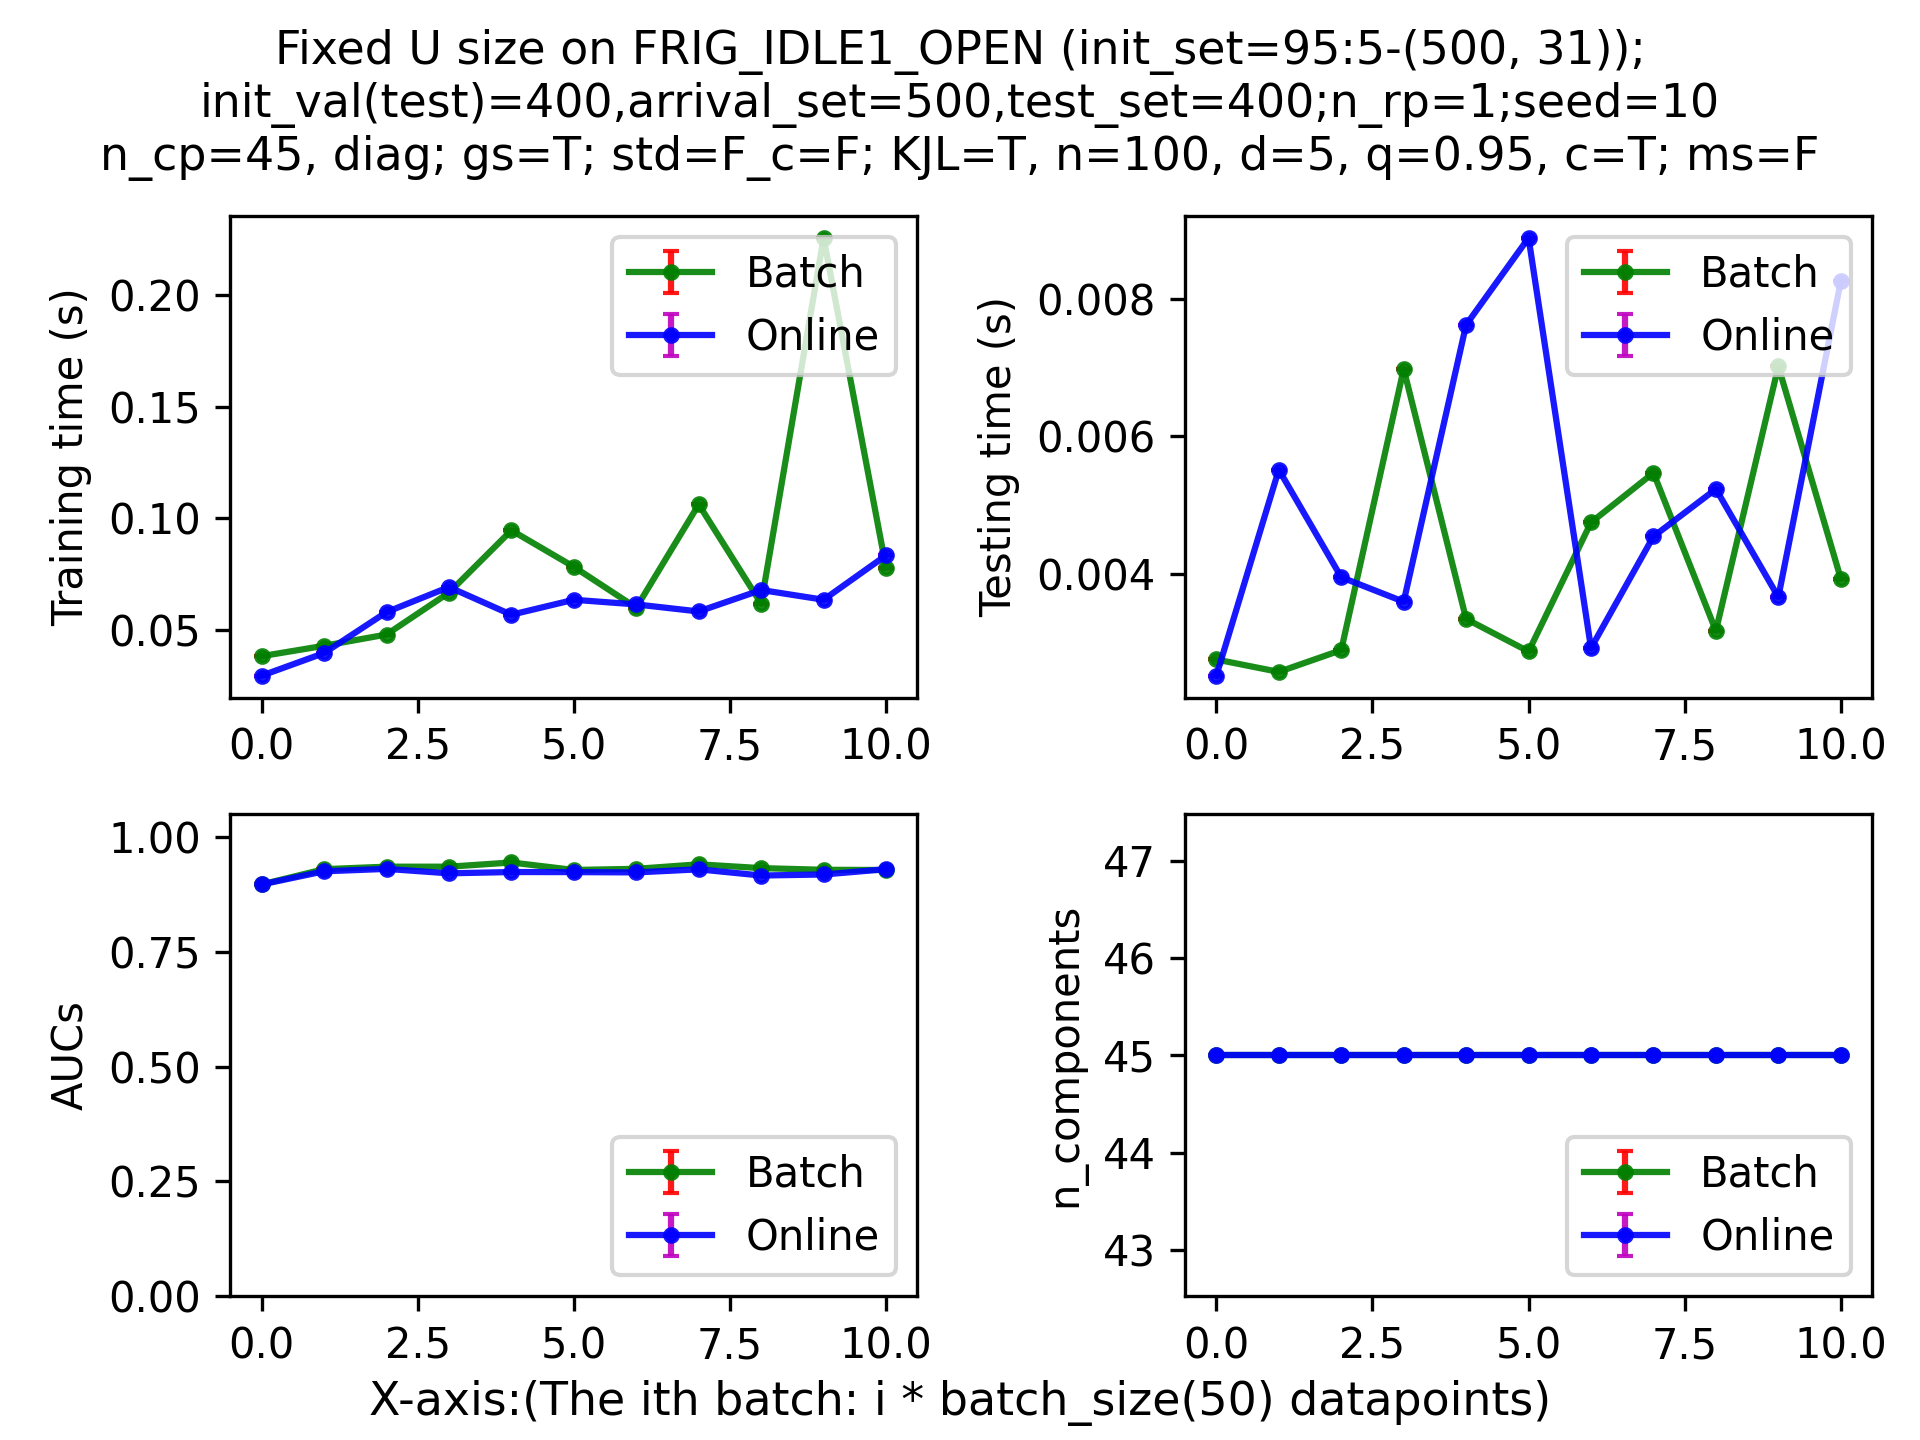 Fixed U size on FRIG_IDLE1_OPEN (init_set=95:5-(500, 31));
init_val(test)=400,arrival_set=500,test_set=400;n_rp=1;seed=10
n_cp=45, diag; gs=T; std=F_c=F; KJL=T, n=100, d=5, q=0.95, c=T; ms=F
Training time (s)
0.20
0.15
0.10
0.05
0.0 2.5 5.0 7.5 10.0
Batch
Online
Testing time (s)
0.008
0.006
0.004
0.0 2.5 5.0 7.5 10.0
Batch
Online
AUCs
1.00
0.75
0.50
0.25
0.00
0.0 2.5 5.0 7.5 10.0
Batch
Online
n_components
47
46
45
44
43
0.0 2.5 5.0 7.5 10.0
Batch
Online
X-axis:(The ith batch: i * batch_size(50) datapoints)